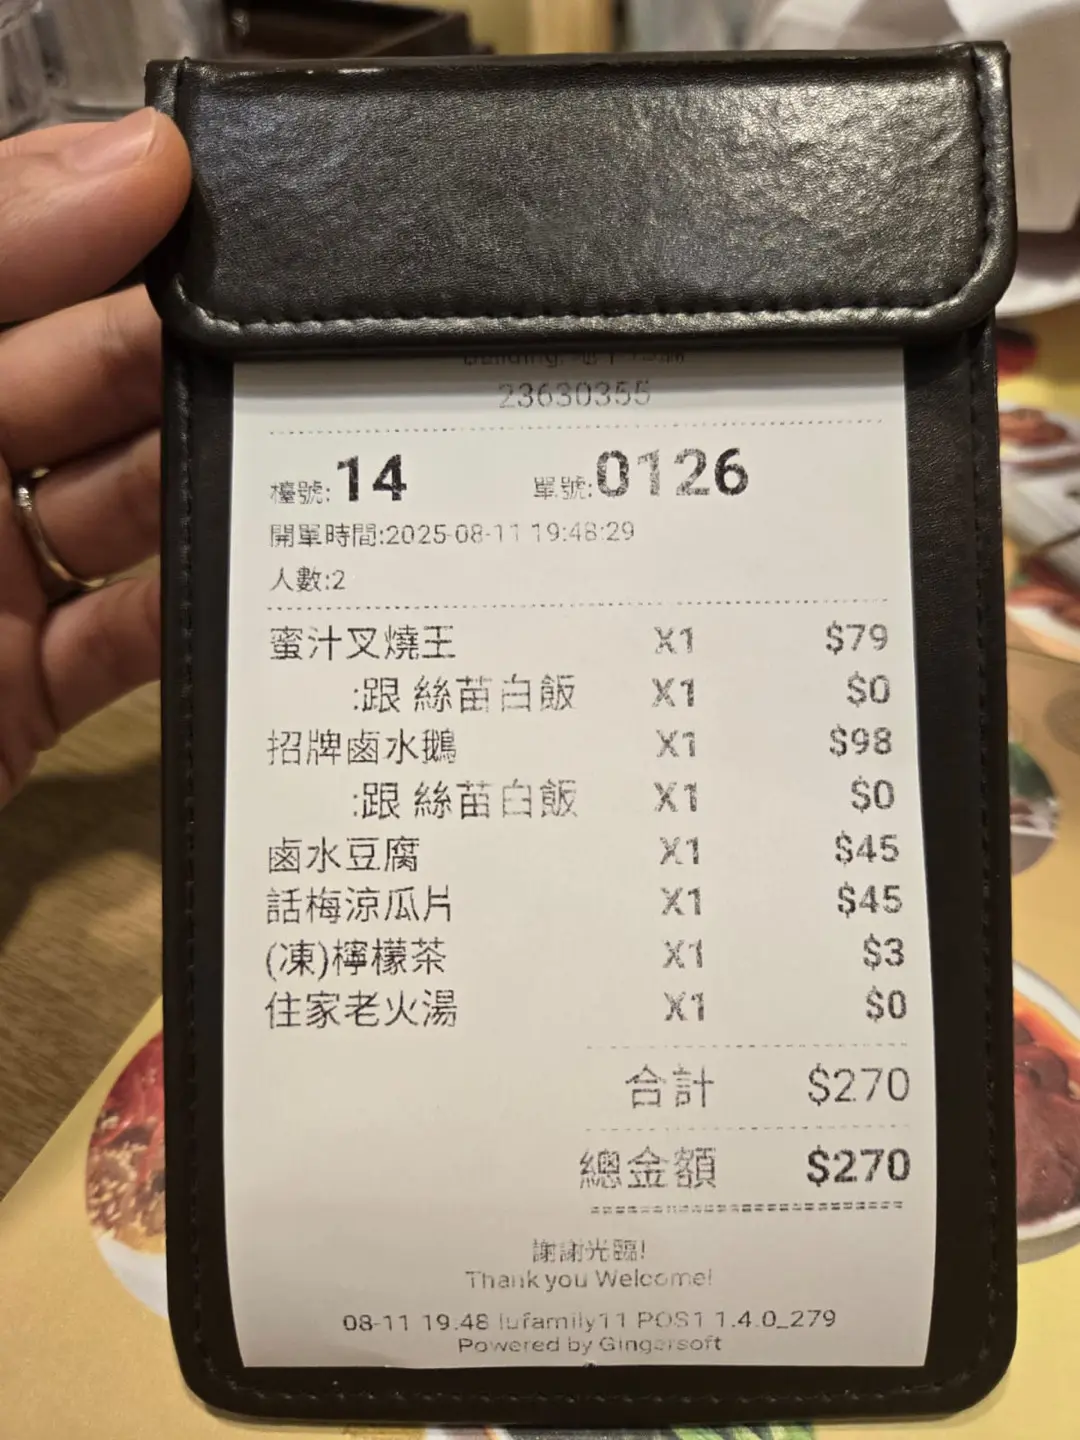 23630355
檯號:14 單號:0126
開單時間:2025-08-11 19:48:29
人數:2
蜜汁叉燒王 X1 $79
:跟 絲苗白飯 X1 $0
招牌鹵水鵝 X1 $98
:跟 絲苗白飯 X1 $0
鹵水豆腐 X1 $45
話梅涼瓜片 X1 $45
(凍)檸檬茶 X1 $3
住家老火湯 X1 $0
合計 $270
總金額 $270
謝謝光臨!
Thank you Welcome!
08-11 19:48 lufamily11 POS1 1.4.0_279
Powered by Gingersoft